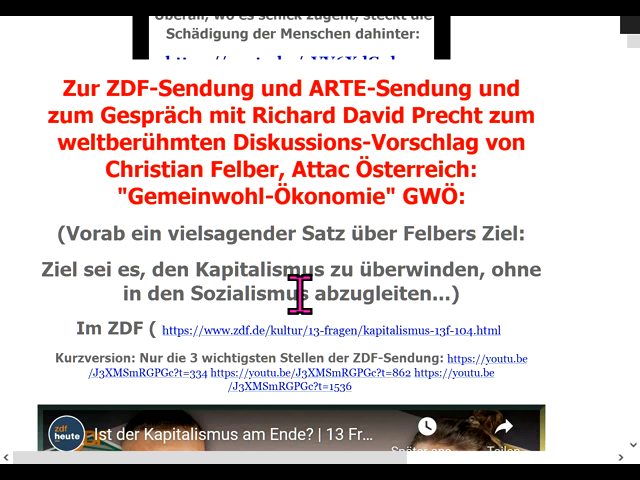 Überall, wo es schick zugeht, steckt die
Schädigung der Menschen dahinter:
Zur ZDF-Sendung und ARTE-Sendung und
zum Gespräch mit Richard David Precht zum
weltberühmten Diskussions-Vorschlag von
Christian Felber, Attac Österreich:
"Gemeinwohl-Ökonomie" GWÖ:
(Vorab ein vielsagender Satz über Felbers Ziel:
Ziel sei es, den Kapitalismus zu überwinden, ohne
in den Sozialismus abzugleiten...)
Im ZDF ( https://www.zdf.de/kultur/13-fragen/kapitalismus-13f-104.html
Kurzversion: Nur die 3 wichtigsten Stellen der ZDF-Sendung: https://youtu.be
/J3XMSmRGPGc?t=334 https://youtu.be/J3XMSmRGPGc?t=862 https://youtu.be
/J3XMSmRGPGc?t=1536
zdf
heute
Ist der Kapitalismus am Ende? | 13 Fr...
Später ans...
Teilen